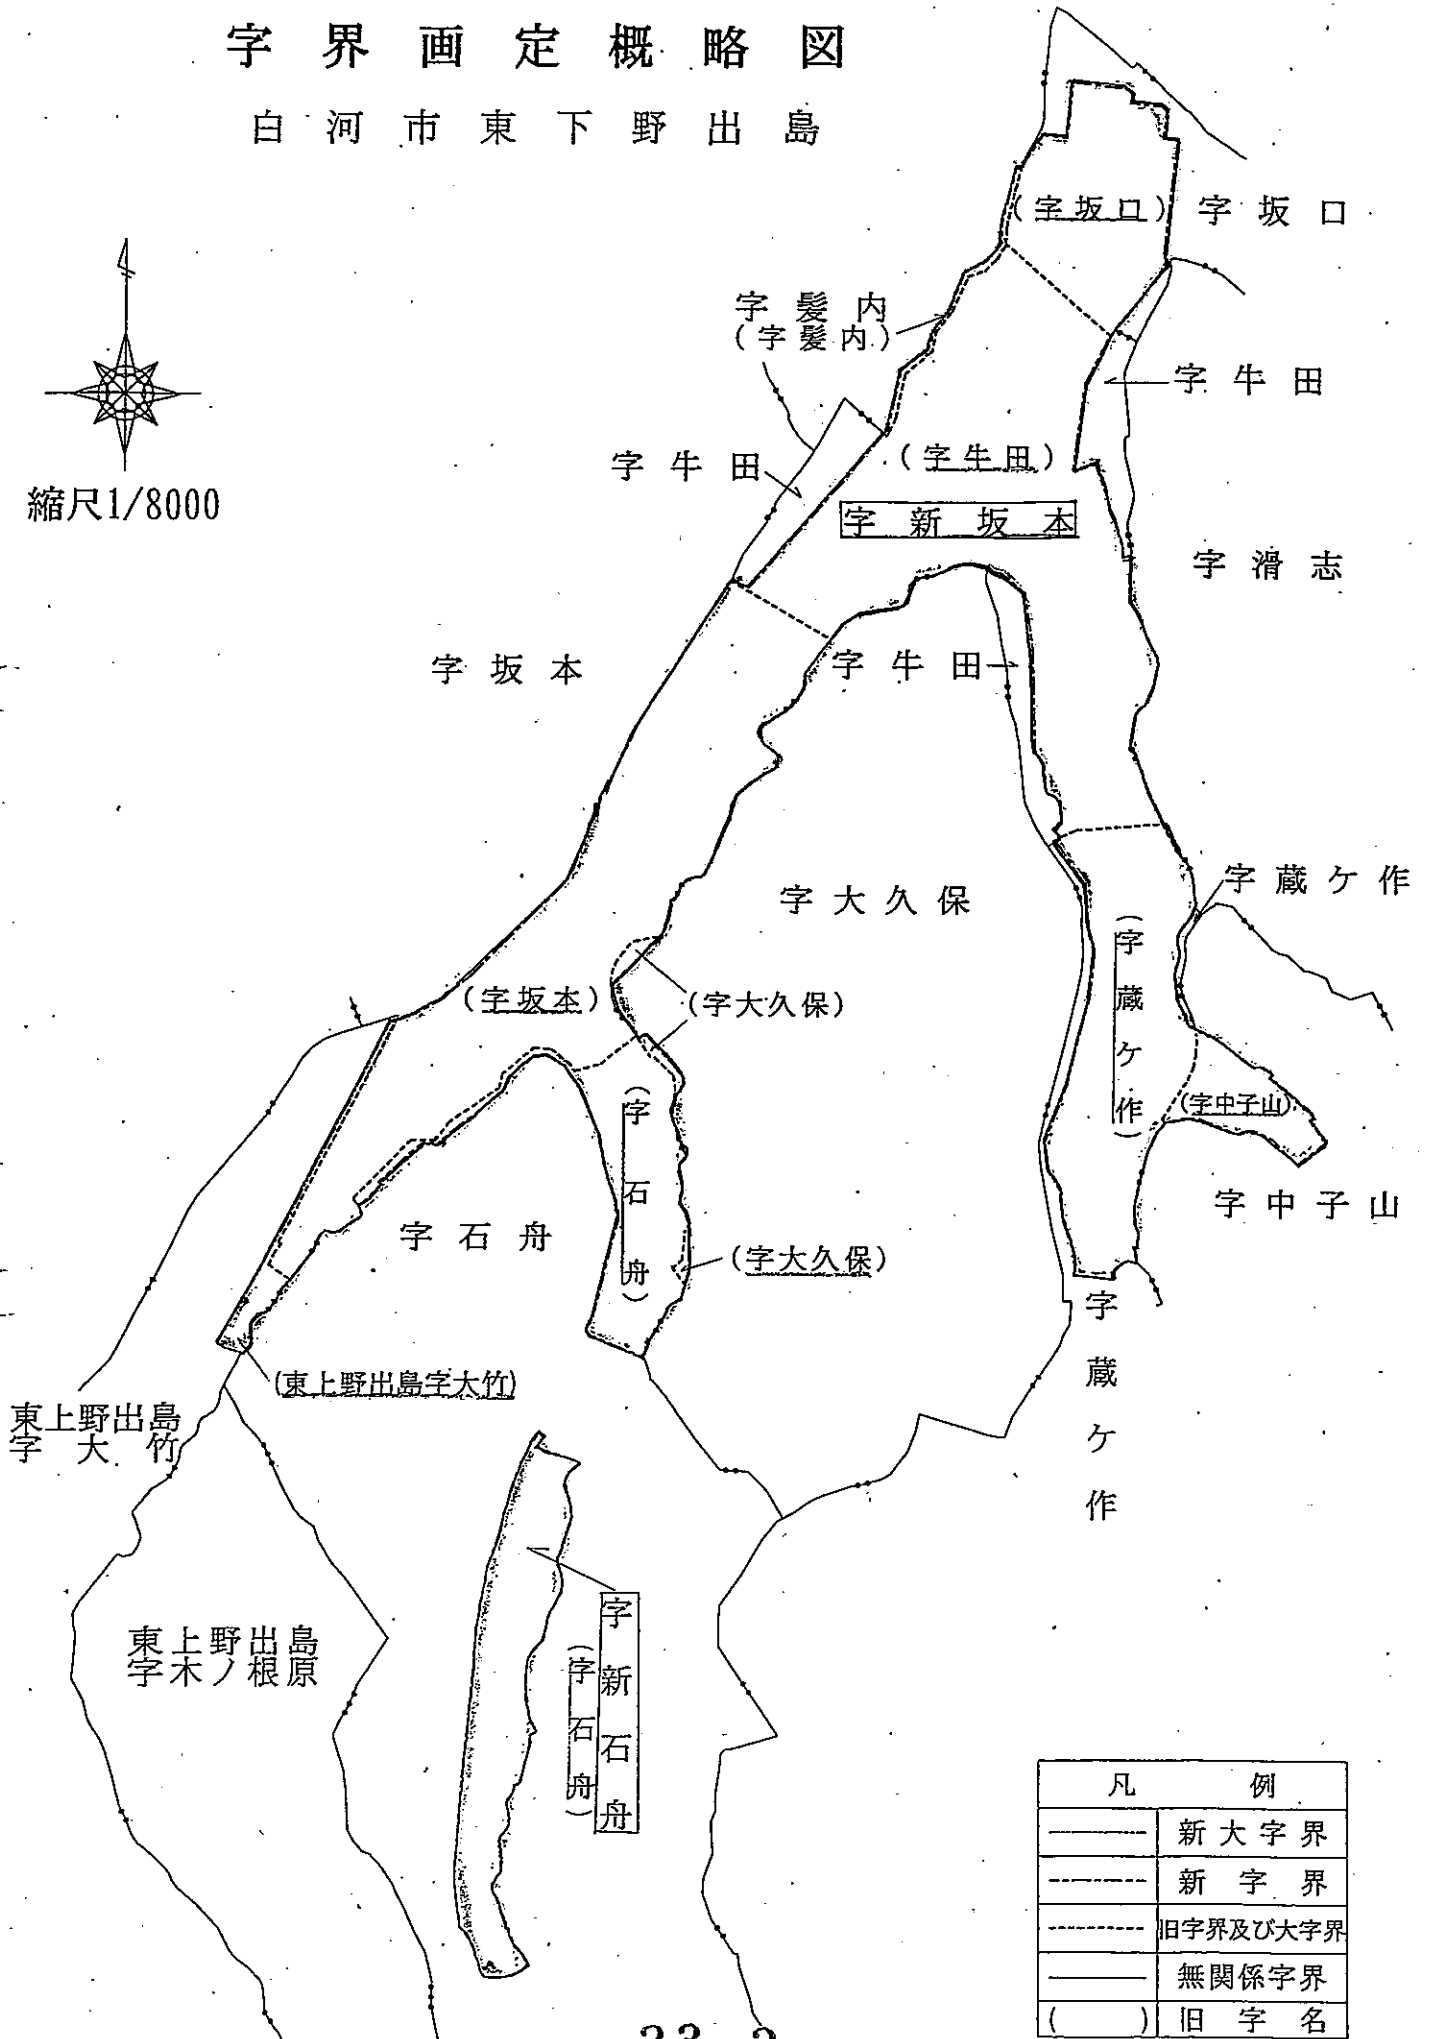 字界画定概略図
白河市東下野出島
縮尺1/8000
(字坂口)
字坂口
字髪内
(字髪内)
字牛田
字牛田
(字牛田)
字新坂本
字滑志
字坂本
字牛田
字大久保
字蔵ケ作
(字蔵ケ作)
(字坂本)
(字大久保)
(字石舟)
(字中子山)
字中子山
字石舟
(字大久保)
字蔵ケ作
(東上野出島字大竹)
東上野出島
字大竹
東上野出島
字木ノ根原
字新石舟
(字石舟)
凡例
新大字界
新字界
旧字界及び大字界
無関係字界
( ) 旧字名